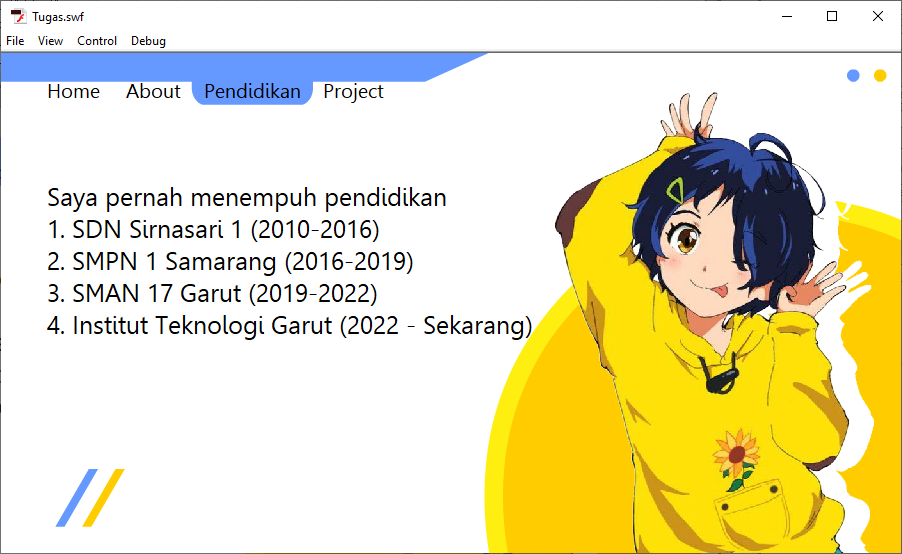 Tugas.swf
File View Control Debug
Home About Pendidikan Project
Saya pernah menempuh pendidikan
1. SDN Sirnasari 1 (2010-2016)
2. SMPN 1 Samarang (2016-2019)
3. SMAN 17 Garut (2019-2022)
4. Institut Teknologi Garut (2022 - Sekarang)